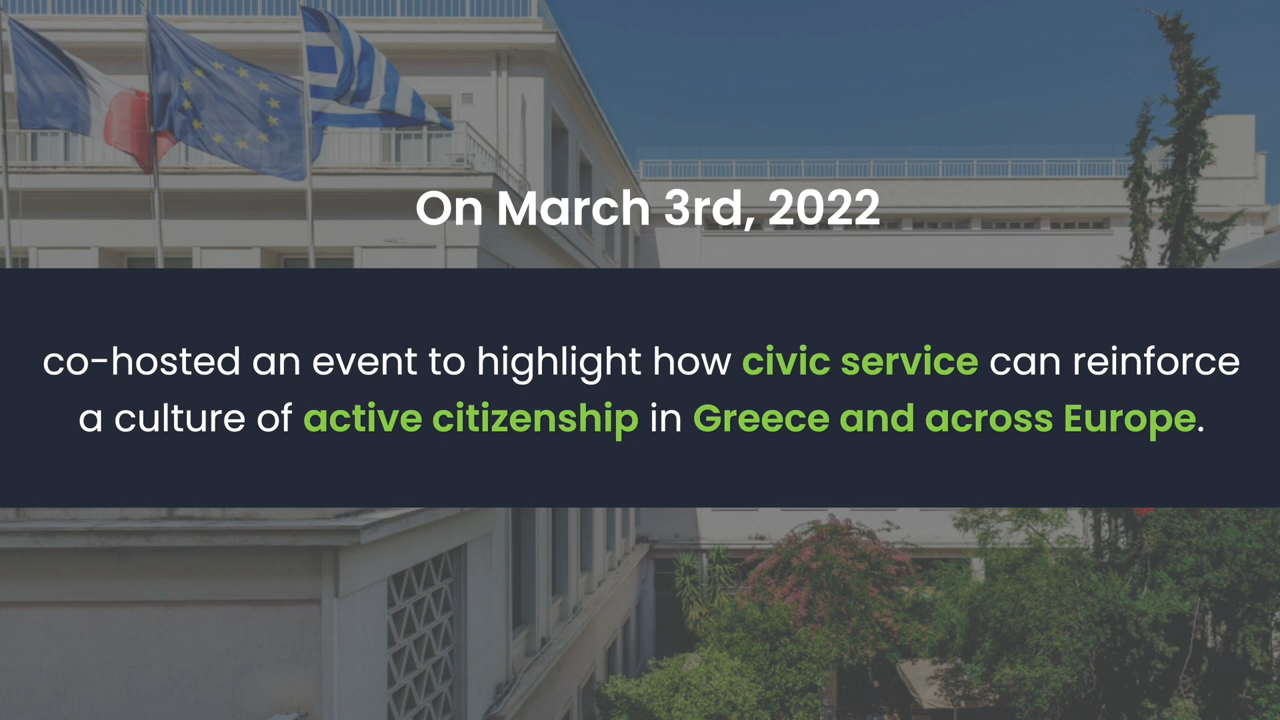 On March 3rd, 2022
co-hosted an event to highlight how civic service can reinforce
a culture of active citizenship in Greece and across Europe.